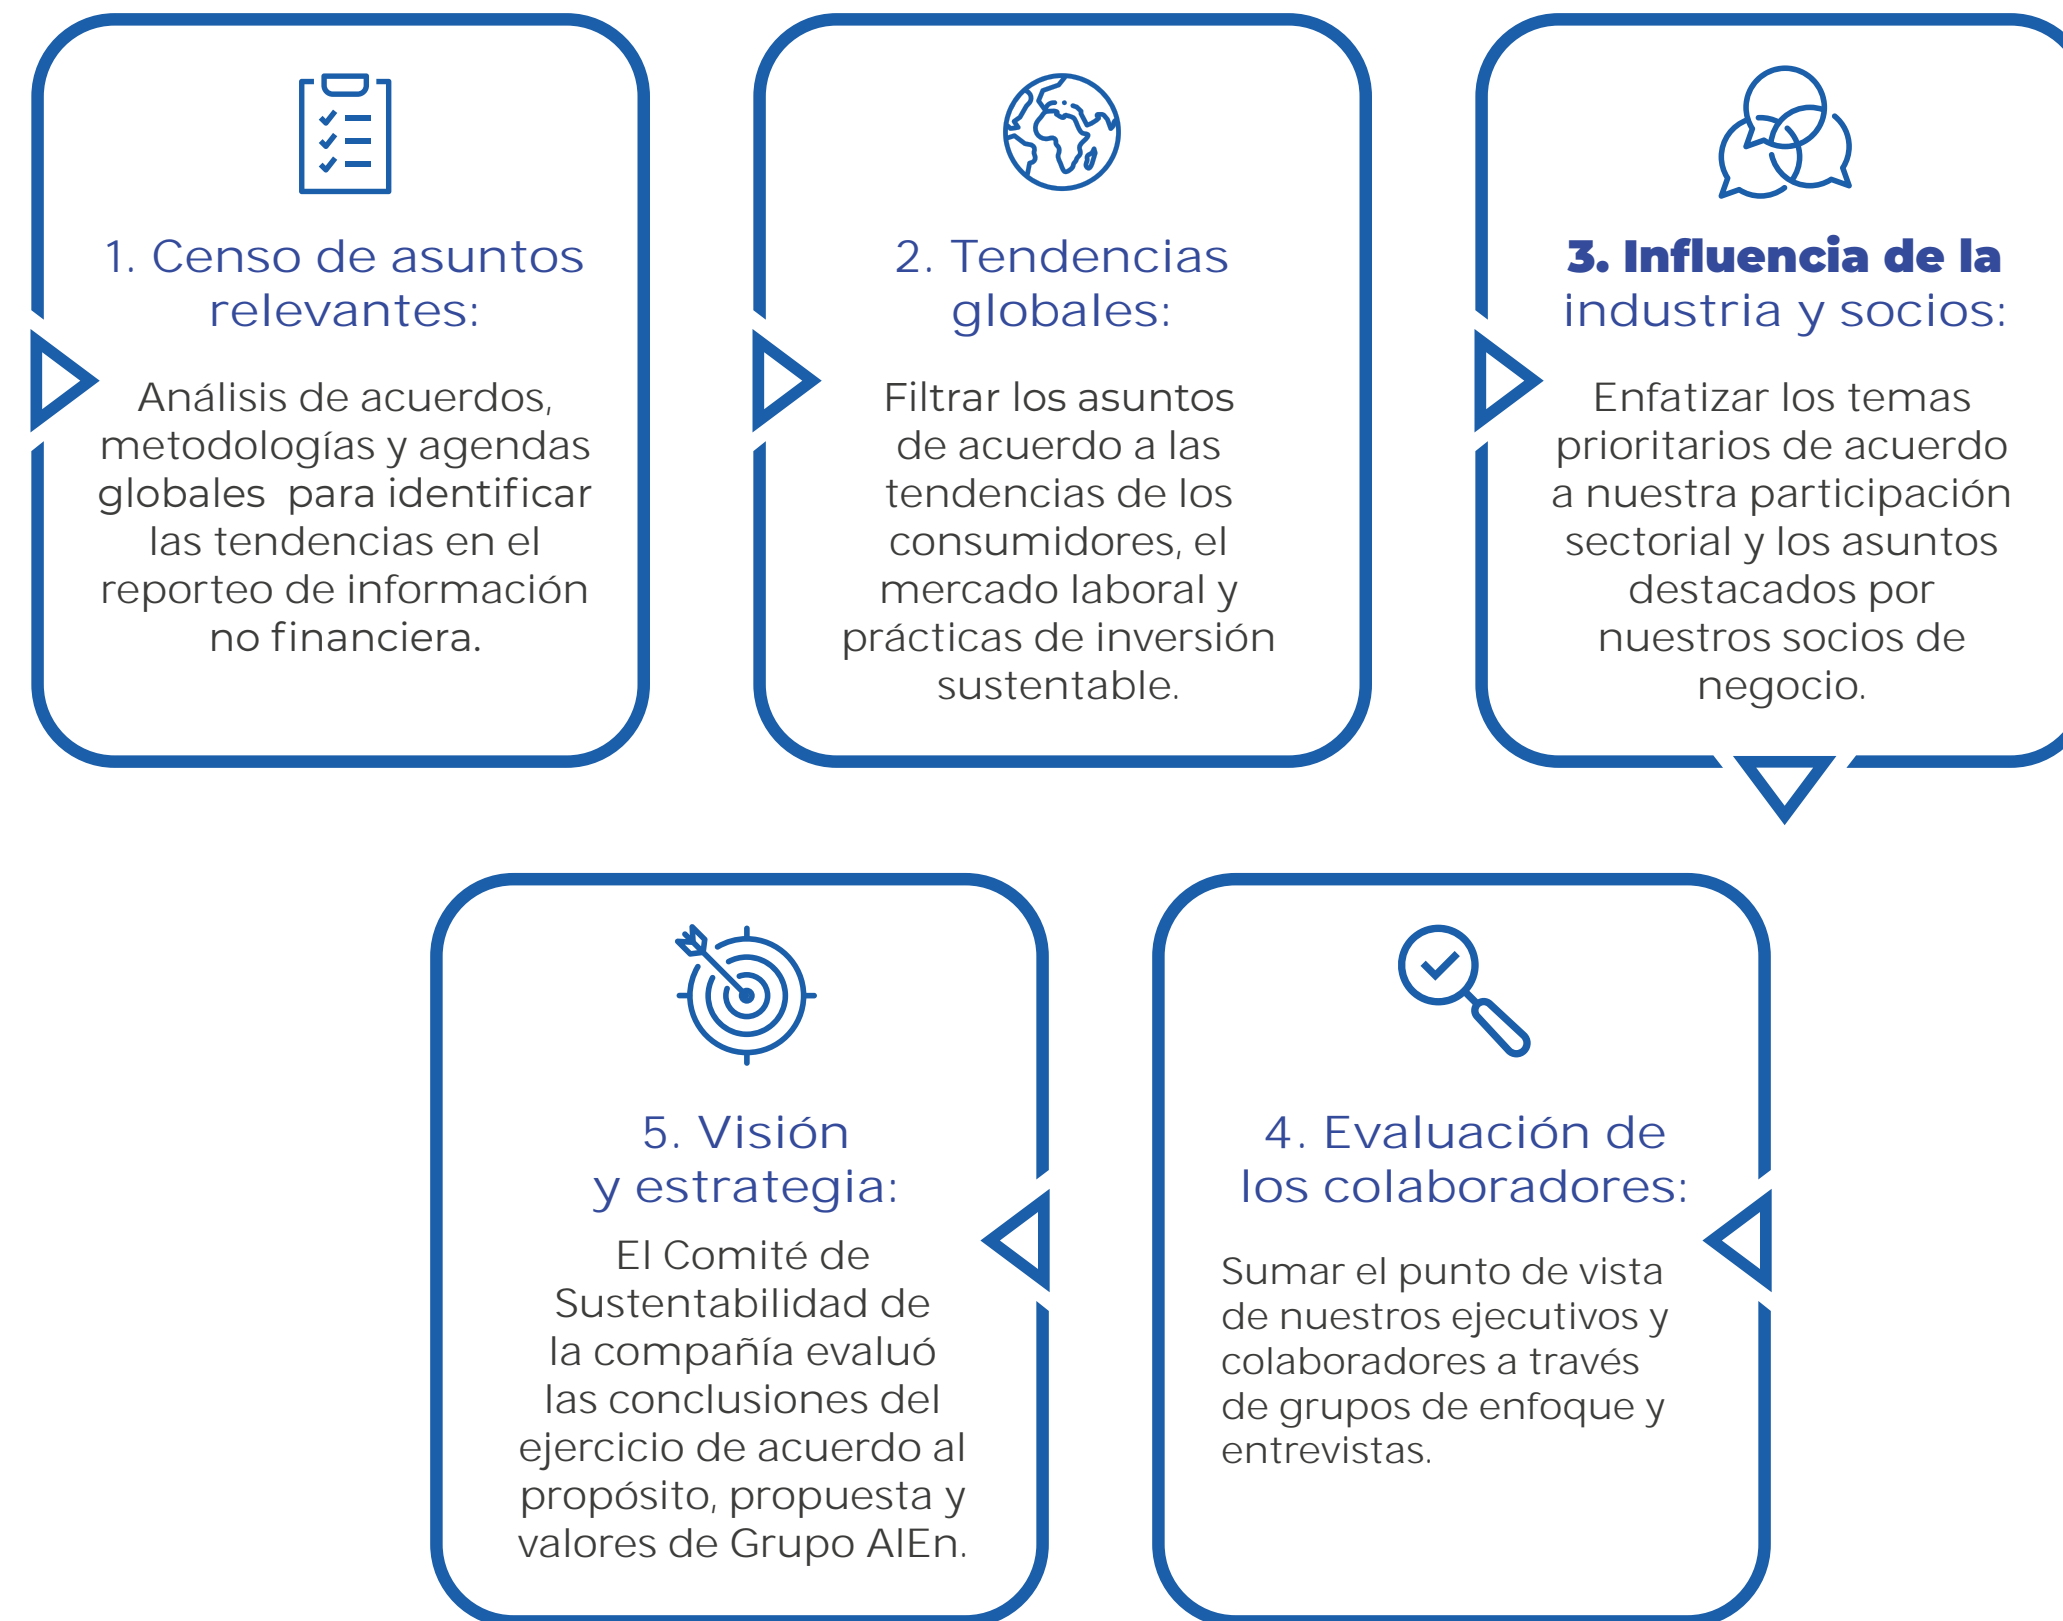 1. Censo de asuntos
relevantes:
Análisis de acuerdos,
metodologías y agendas
globales  para identificar
las tendencias en el
reporteo de información
no financiera.
2. Tendencias
globales:
Filtrar los asuntos
de acuerdo a las
tendencias de los
consumidores, el
mercado laboral y
prácticas de inversión
sustentable.
3. Influencia de la
industria y socios:
Enfatizar los temas
prioritarios de acuerdo
a nuestra participación
sectorial y los asuntos
destacados por
nuestros socios de
negocio.
4. Evaluación de
los colaboradores:
Sumar el punto de vista
de nuestros ejecutivos y
colaboradores a través
de grupos de enfoque y
entrevistas.
5. Visión
y estrategia:
El Comité de
Sustentabilidad de
la compañía evaluó
las conclusiones del
ejercicio de acuerdo al
propósito, propuesta y
valores de Grupo AlEn.